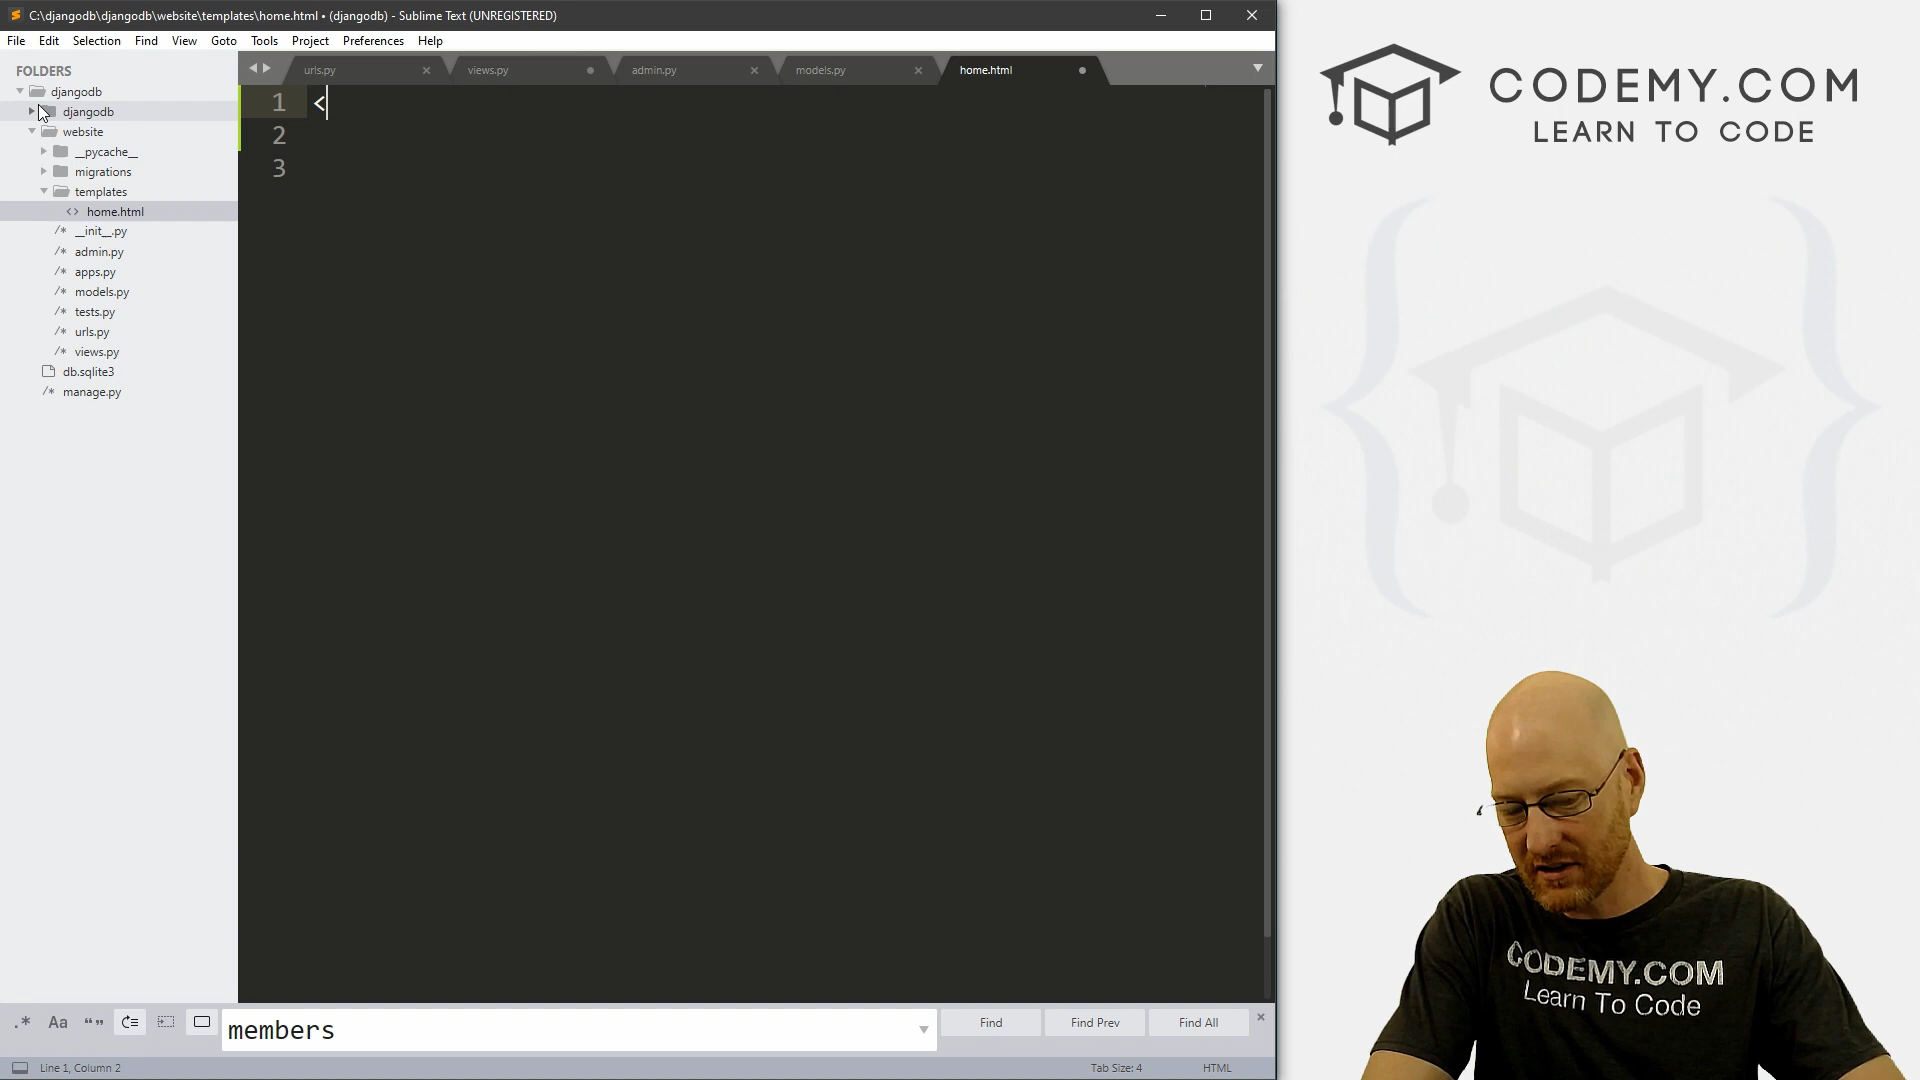 C:\djangodb\djangodb\website\templates\home.html • (djangodb) - Sublime Text (UNREGISTERED)
File Edit Selection Find View Goto Tools Project Preferences Help
FOLDERS
djangodb
djangodb
website
__pycache__
migrations
templates
<> home.html
/* __init__.py
/* admin.py
/* apps.py
/* models.py
/* tests.py
/* urls.py
/* views.py
db.sqlite3
/* manage.py
urls.py views.py admin.py models.py home.html
1 <
2
3
.* Aa “” members Find Find Prev Find All
Line 1, Column 2 Tab Size: 4 HTML
CODEMY.COM
LEARN TO CODE
CODEMY.COM
Learn To Code